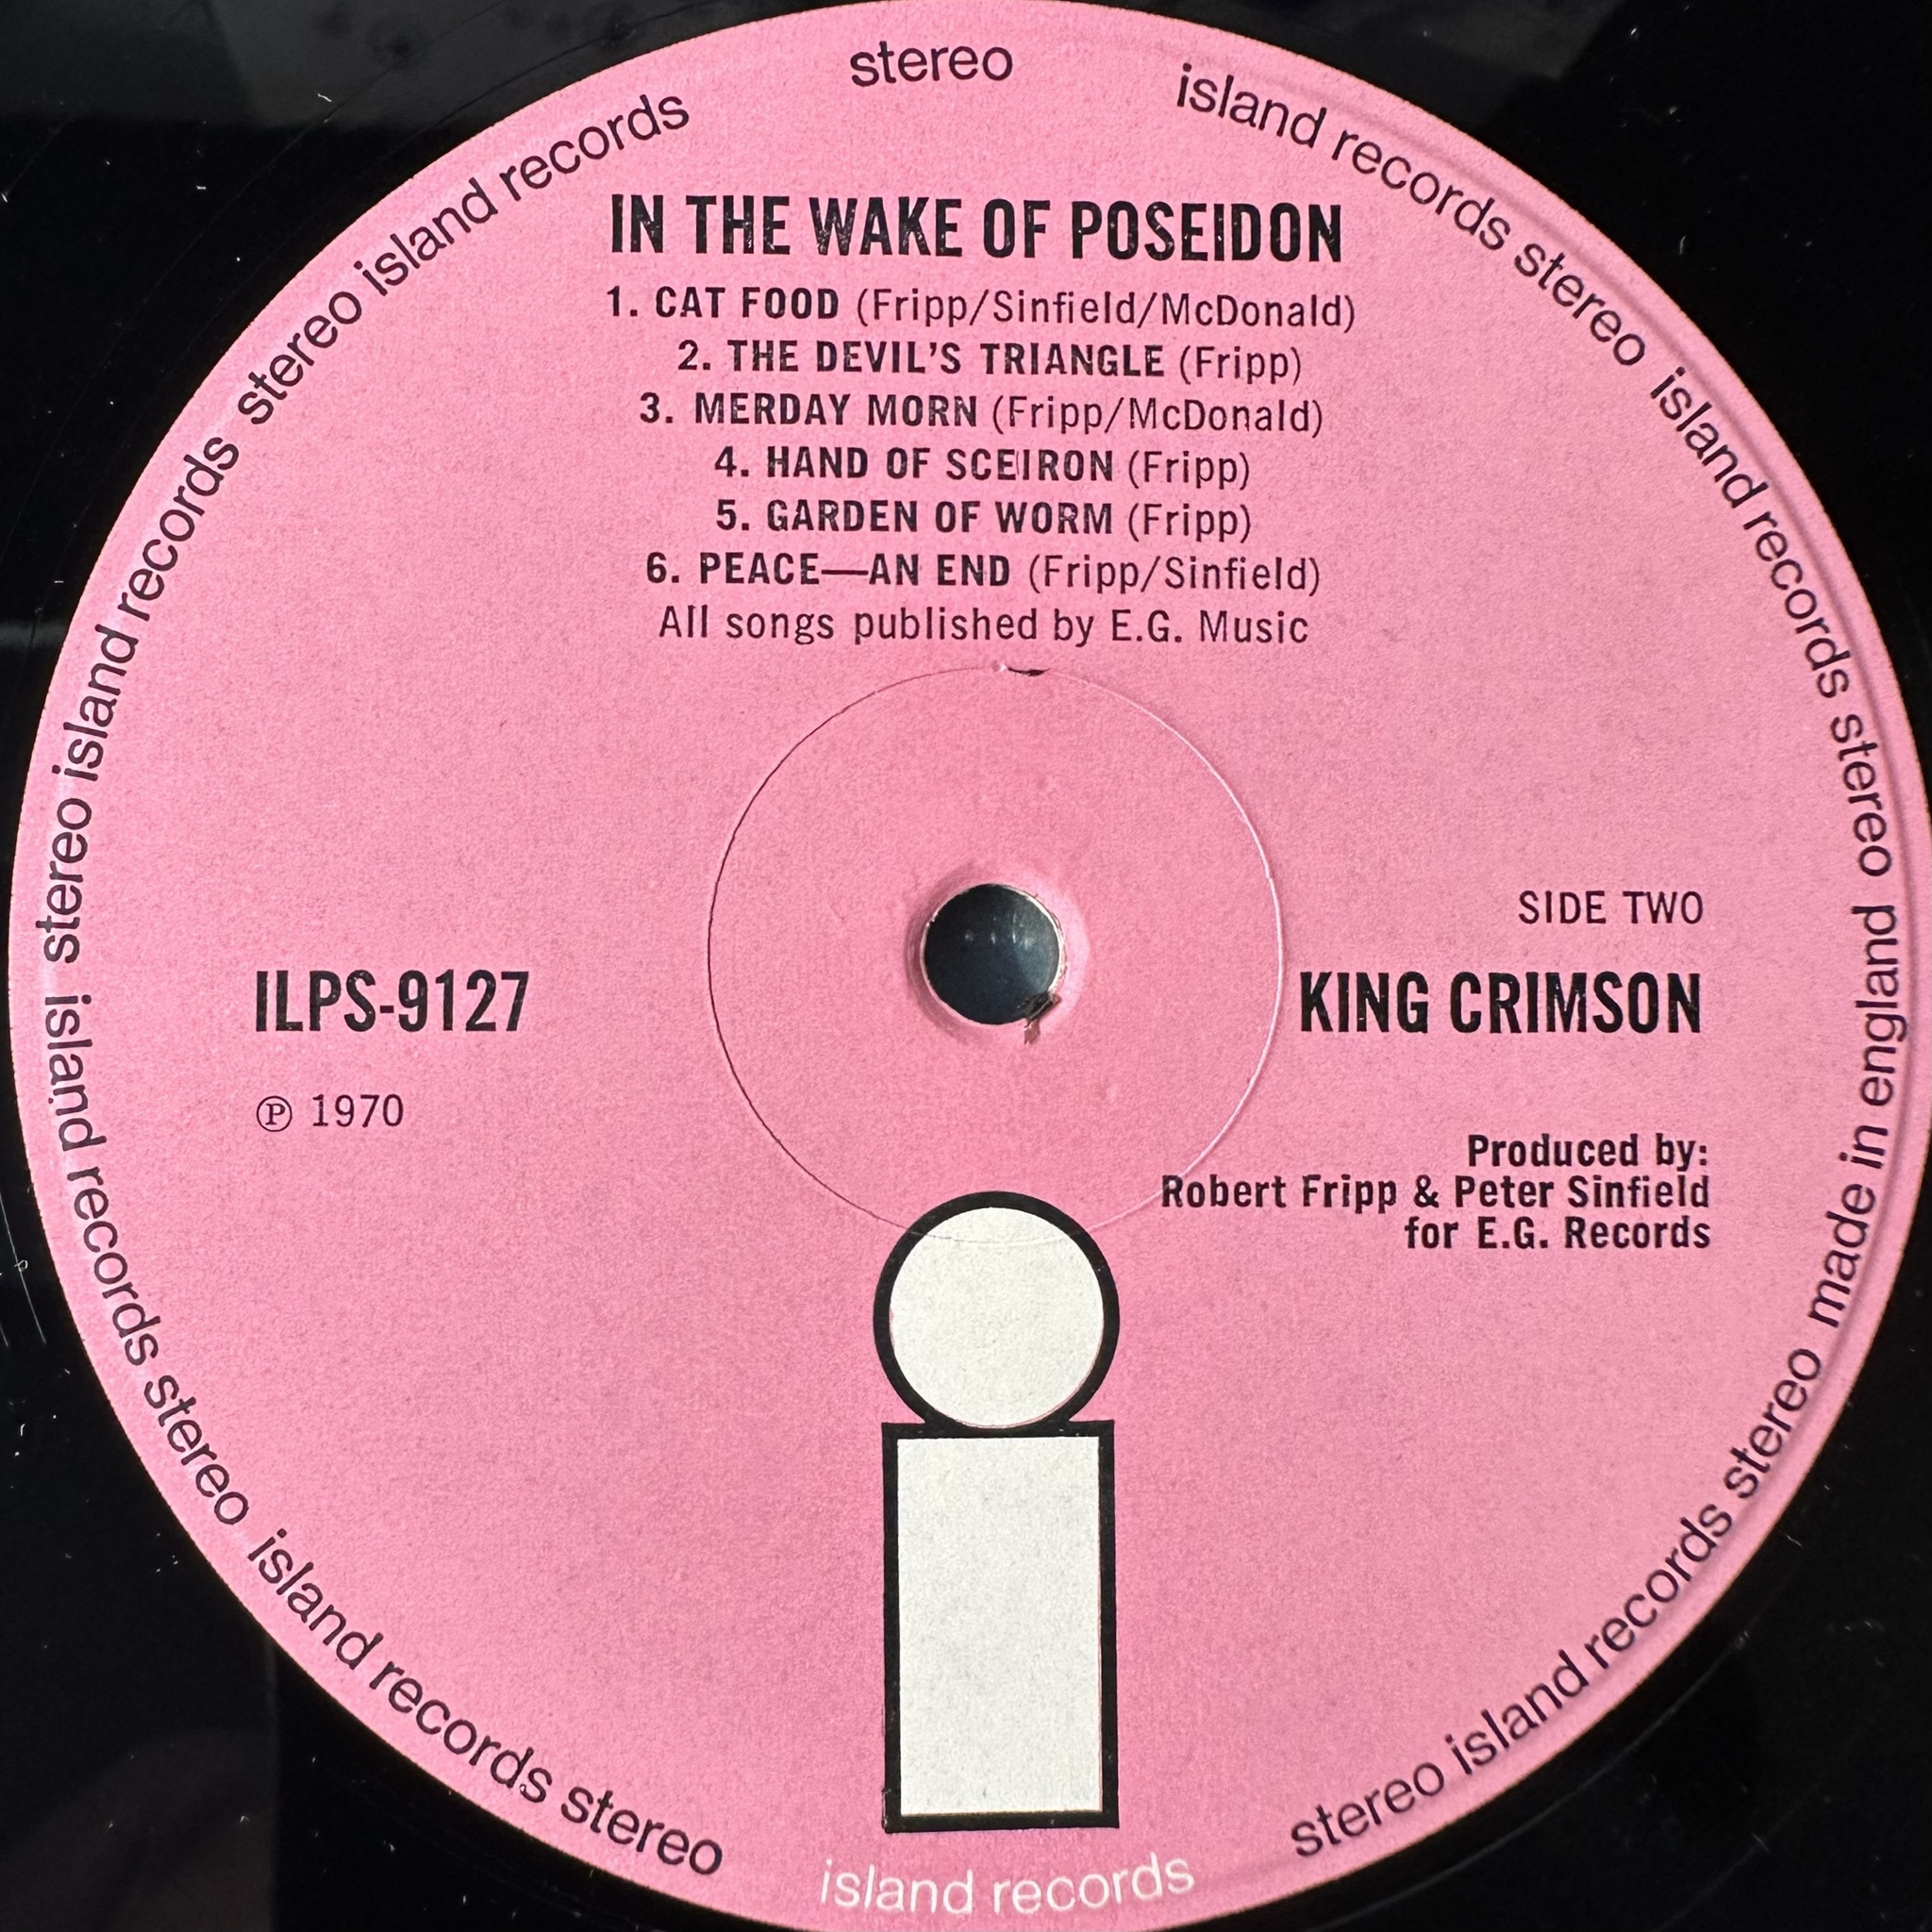 stereo
island records stereo island records stereo island records stereo made in england
stereo island records stereo island records stereo island records
island records stereo island records stereo
stereo island records stereo
IN THE WAKE OF POSEIDON
1. CAT FOOD (Fripp/Sinfield/McDonald)
2. THE DEVIL'S TRIANGLE (Fripp)
3. MERDAY MORN (Fripp/McDonald)
4. HAND OF SCEIRON (Fripp)
5. GARDEN OF WORM (Fripp)
6. PEACE—AN END (Fripp/Sinfield)
All songs published by E.G. Music
SIDE TWO
ILPS-9127
KING CRIMSON
℗ 1970
Produced by:
Robert Fripp & Peter Sinfield
for E.G. Records
island records